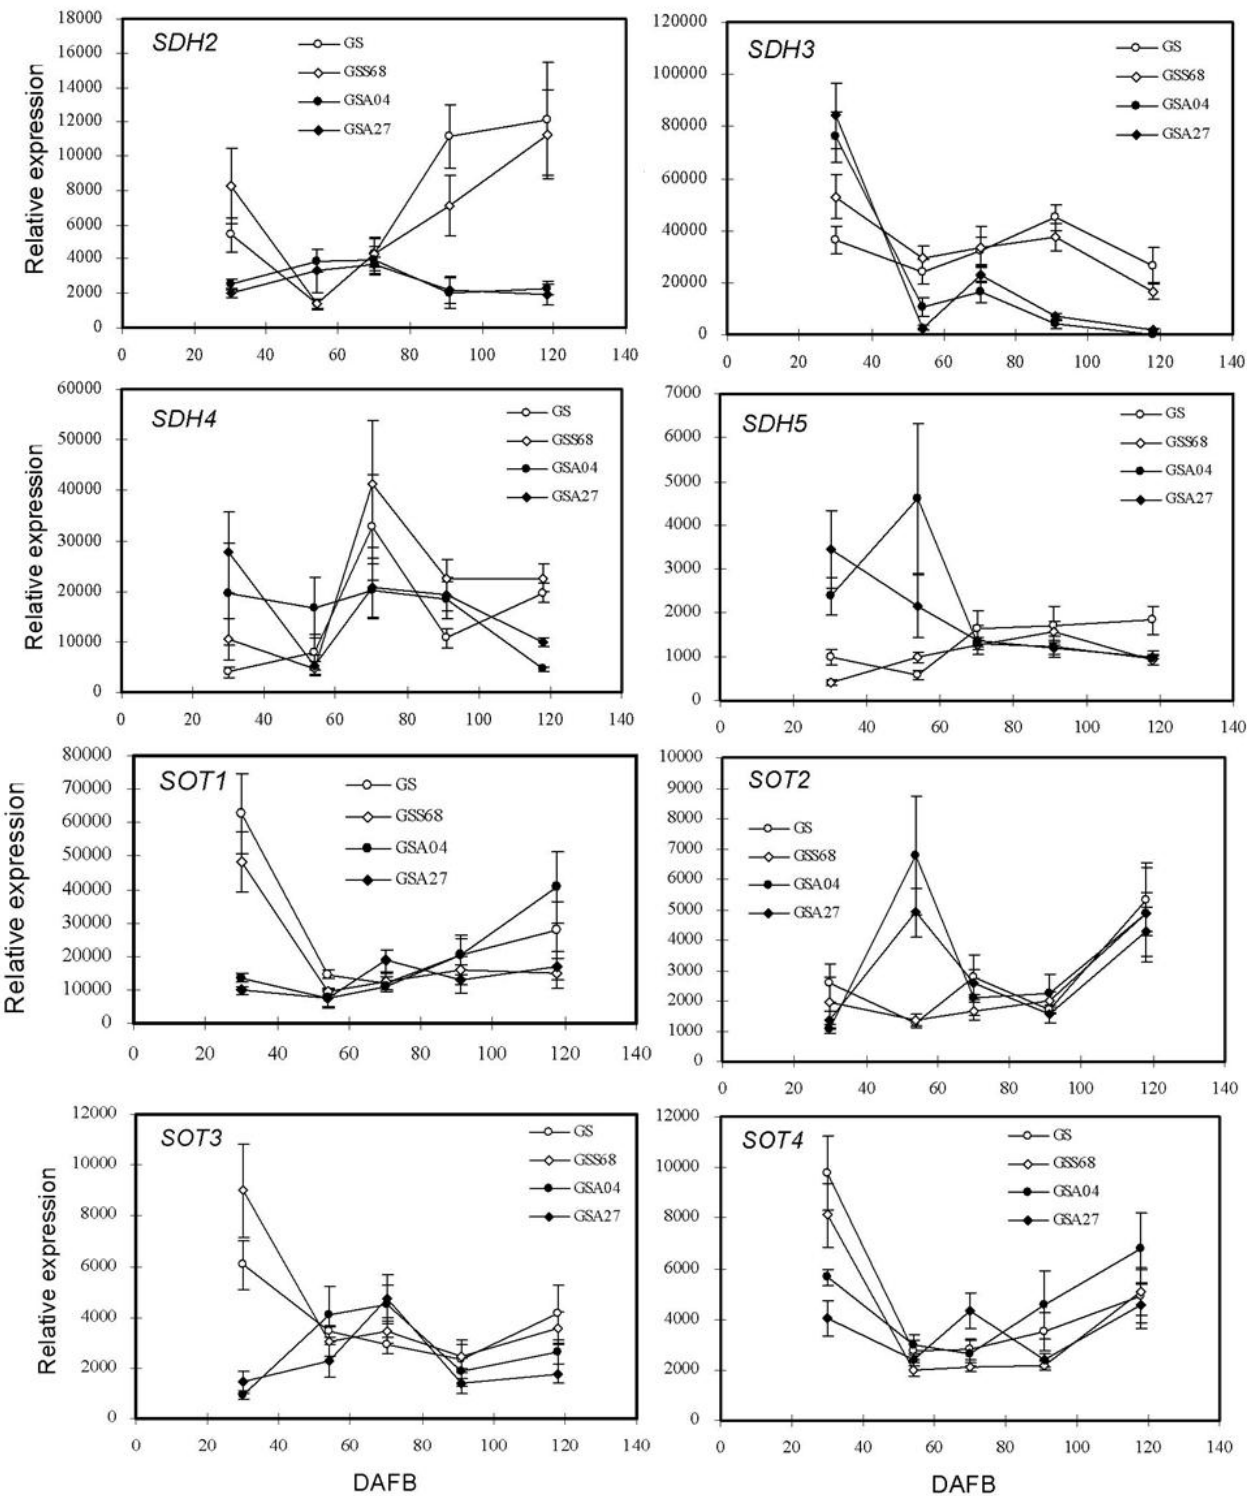 SDH2
GS
GSS68
GSA04
GSA27
Relative expression
18000
16000
14000
12000
10000
8000
6000
4000
2000
0
0 20 40 60 80 100 120 140
SDH3
GS
GSS68
GSA04
GSA27
120000
100000
80000
60000
40000
20000
0
0 20 40 60 80 100 120 140
SDH4
GS
GSS68
GSA04
GSA27
Relative expression
60000
50000
40000
30000
20000
10000
0
0 20 40 60 80 100 120 140
SDH5
GS
GSS68
GSA04
GSA27
7000
6000
5000
4000
3000
2000
1000
0
0 20 40 60 80 100 120 140
SOT1
GS
GSS68
GSA04
GSA27
Relative expression
80000
70000
60000
50000
40000
30000
20000
10000
0
0 20 40 60 80 100 120 140
SOT2
GS
GSS68
GSA04
GSA27
10000
9000
8000
7000
6000
5000
4000
3000
2000
1000
0
0 20 40 60 80 100 120 140
SOT3
GS
GSS68
GSA04
GSA27
Relative expression
12000
10000
8000
6000
4000
2000
0
0 20 40 60 80 100 120 140
DAFB
SOT4
GS
GSS68
GSA04
GSA27
12000
10000
8000
6000
4000
2000
0
0 20 40 60 80 100 120 140
DAFB